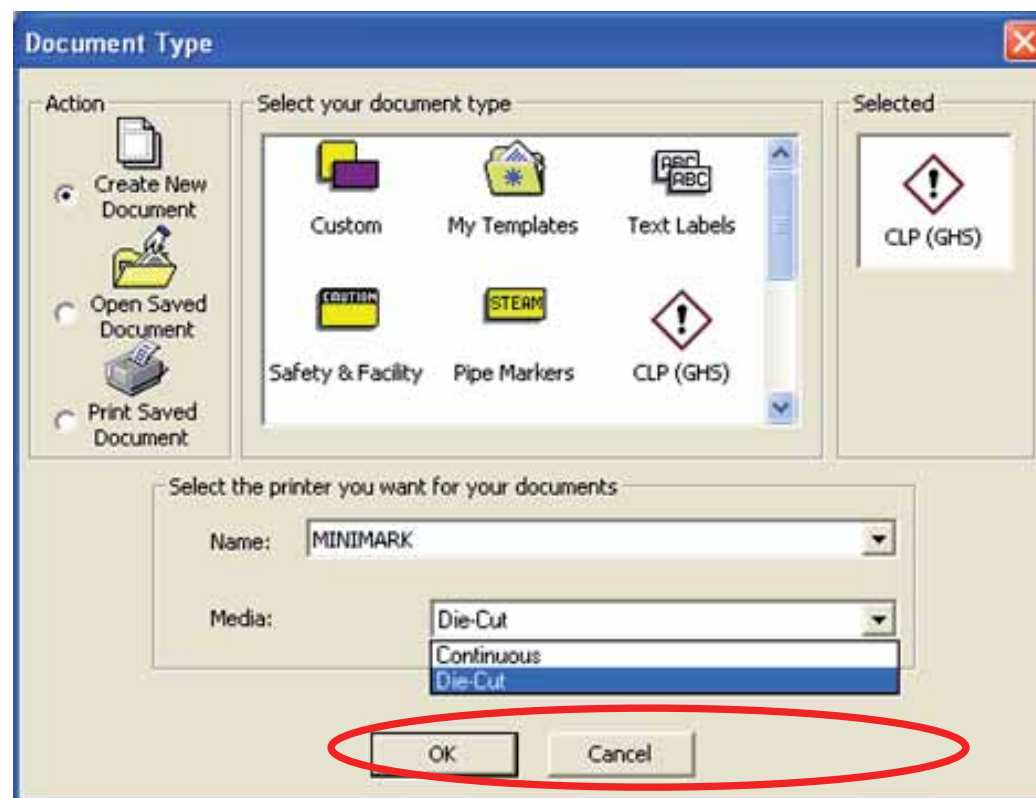 Document Type
Action
Create New
Document
Open Saved
Document
Print Saved
Document
Select your document type
Custom
My Templates
ABC
ABC
Text Labels
CAUTION
Safety & Facility
STEAM
Pipe Markers
CLP (GHS)
Selected
CLP (GHS)
Select the printer you want for your documents
Name: MINIMARK
Media: Die-Cut
Continuous
Die-Cut
OK Cancel